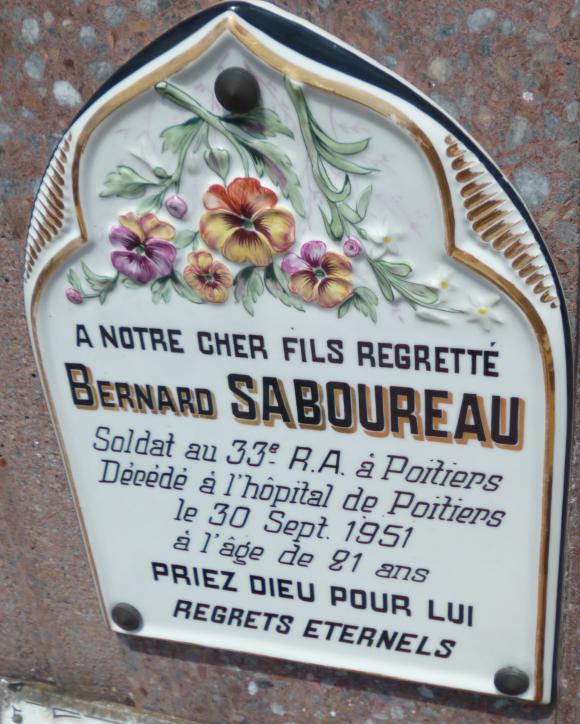 A NOTRE CHER FILS REGRETTÉ
BERNARD SABOUREAU
Soldat au 33e R.A. à Poitiers
Décédé à l'hôpital de Poitiers
le 30 Sept. 1951
à l'âge de 21 ans
PRIEZ DIEU POUR LUI
REGRETS ETERNELS